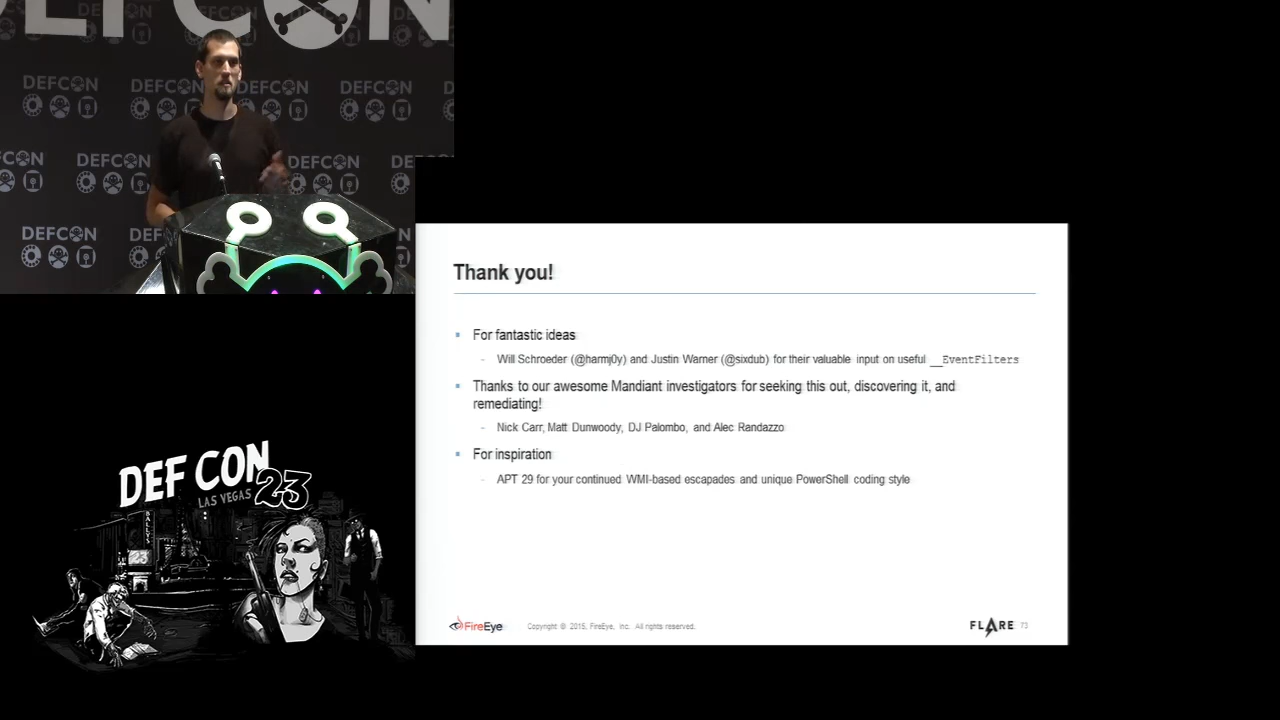 DEFCON
DEFCON
DEFCON
DEFCON
DEFCON
DEFCON
DEFCON
DEFCON
Thank you!
For fantastic ideas
- Will Schroeder (@harmj0y) and Justin Warner (@sixdub) for their valuable input on useful __EventFilters
Thanks to our awesome Mandiant investigators for seeking this out, discovering it, and
remediating!
- Nick Carr, Matt Dunwoody, DJ Palombo, and Alec Randazzo
For inspiration
- APT 29 for your continued WMI-based escapades and unique PowerShell coding style
FireEye
Copyright © 2015, FireEye, Inc. All rights reserved.
FLARE
73
DEF CON
LAS VEGAS 23
BALLYS
23